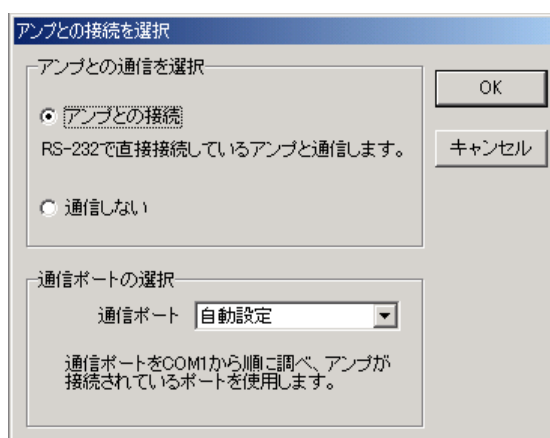 アンプとの接続を選択
アンプとの通信を選択
アンプとの接続
RS-232で直接接続しているアンプと通信します。
通信しない
OK
キャンセル
通信ポートの選択
通信ポート 自動設定
通信ポートをCOM1から順に調べ、アンプが
接続されているポートを使用します。